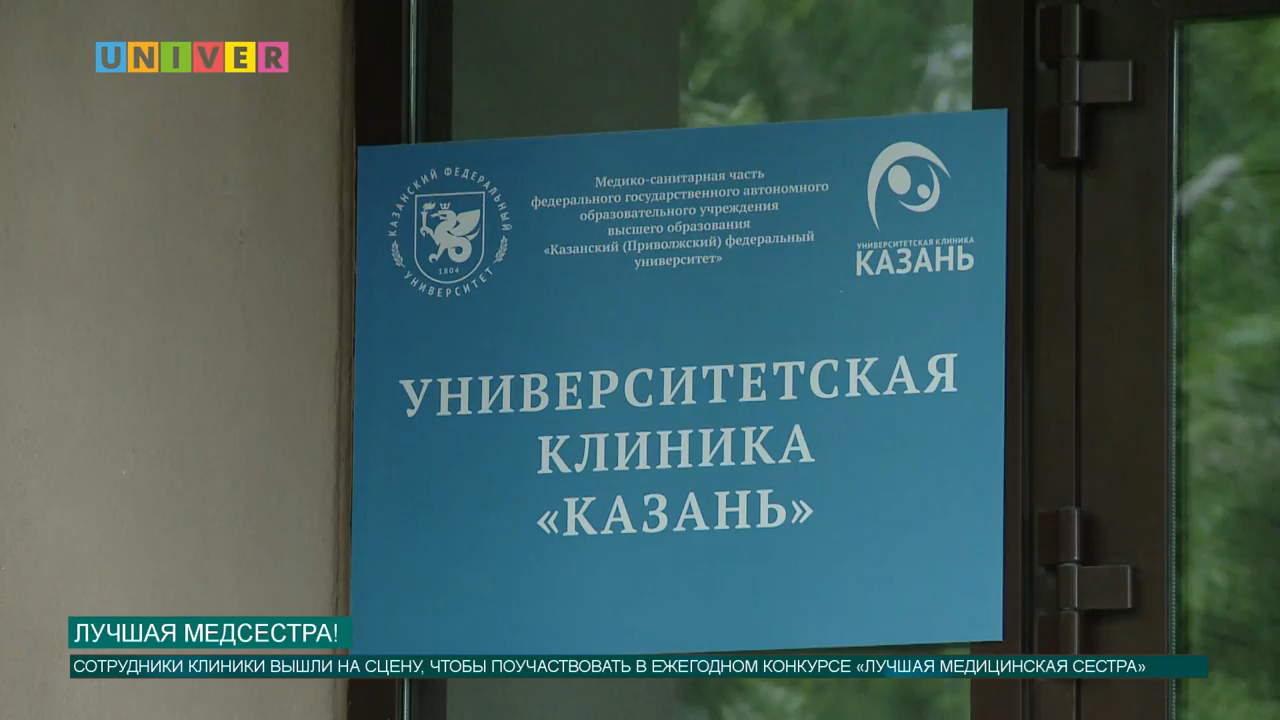 UNIVER
КАЗАНСКИЙ ФЕДЕРАЛЬНЫЙ
УНИВЕРСИТЕТ
1804
Медико-санитарная часть
федерального государственного автономного
образовательного учреждения
высшего образования
«Казанский (Приволжский) федеральный
университет»
УНИВЕРСИТЕТСКАЯ КЛИНИКА
КАЗАНЬ
УНИВЕРСИТЕТСКАЯ
КЛИНИКА
«КАЗАНЬ»
ЛУЧШАЯ МЕДСЕСТРА!
СОТРУДНИКИ КЛИНИКИ ВЫШЛИ НА СЦЕНУ, ЧТОБЫ ПОУЧАСТВОВАТЬ В ЕЖЕГОДНОМ КОНКУРСЕ «ЛУЧШАЯ МЕДИЦИНСКАЯ СЕСТРА»